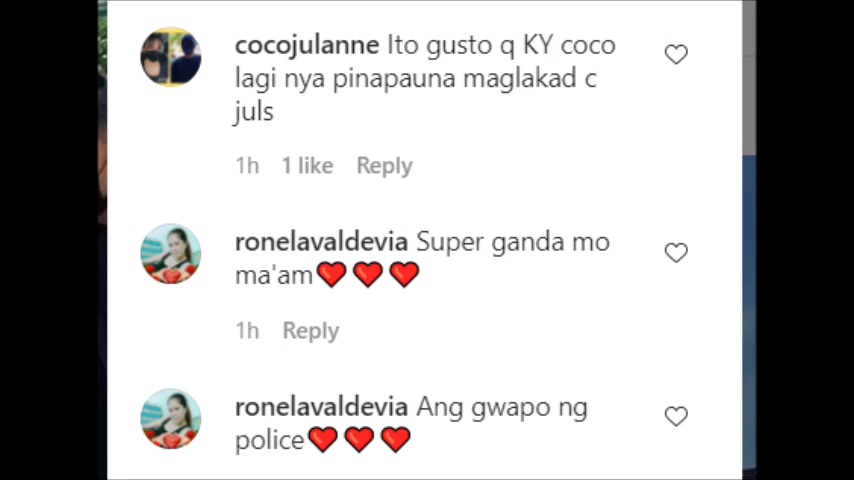 cocojulanne Ito gusto q KY coco
lagi nya pinapauna maglakad c
juls
1h 1 like Reply
ronelavaldevia Super ganda mo
ma'am❤️❤️❤️
1h Reply
ronelavaldevia Ang gwapo ng
police❤️❤️❤️